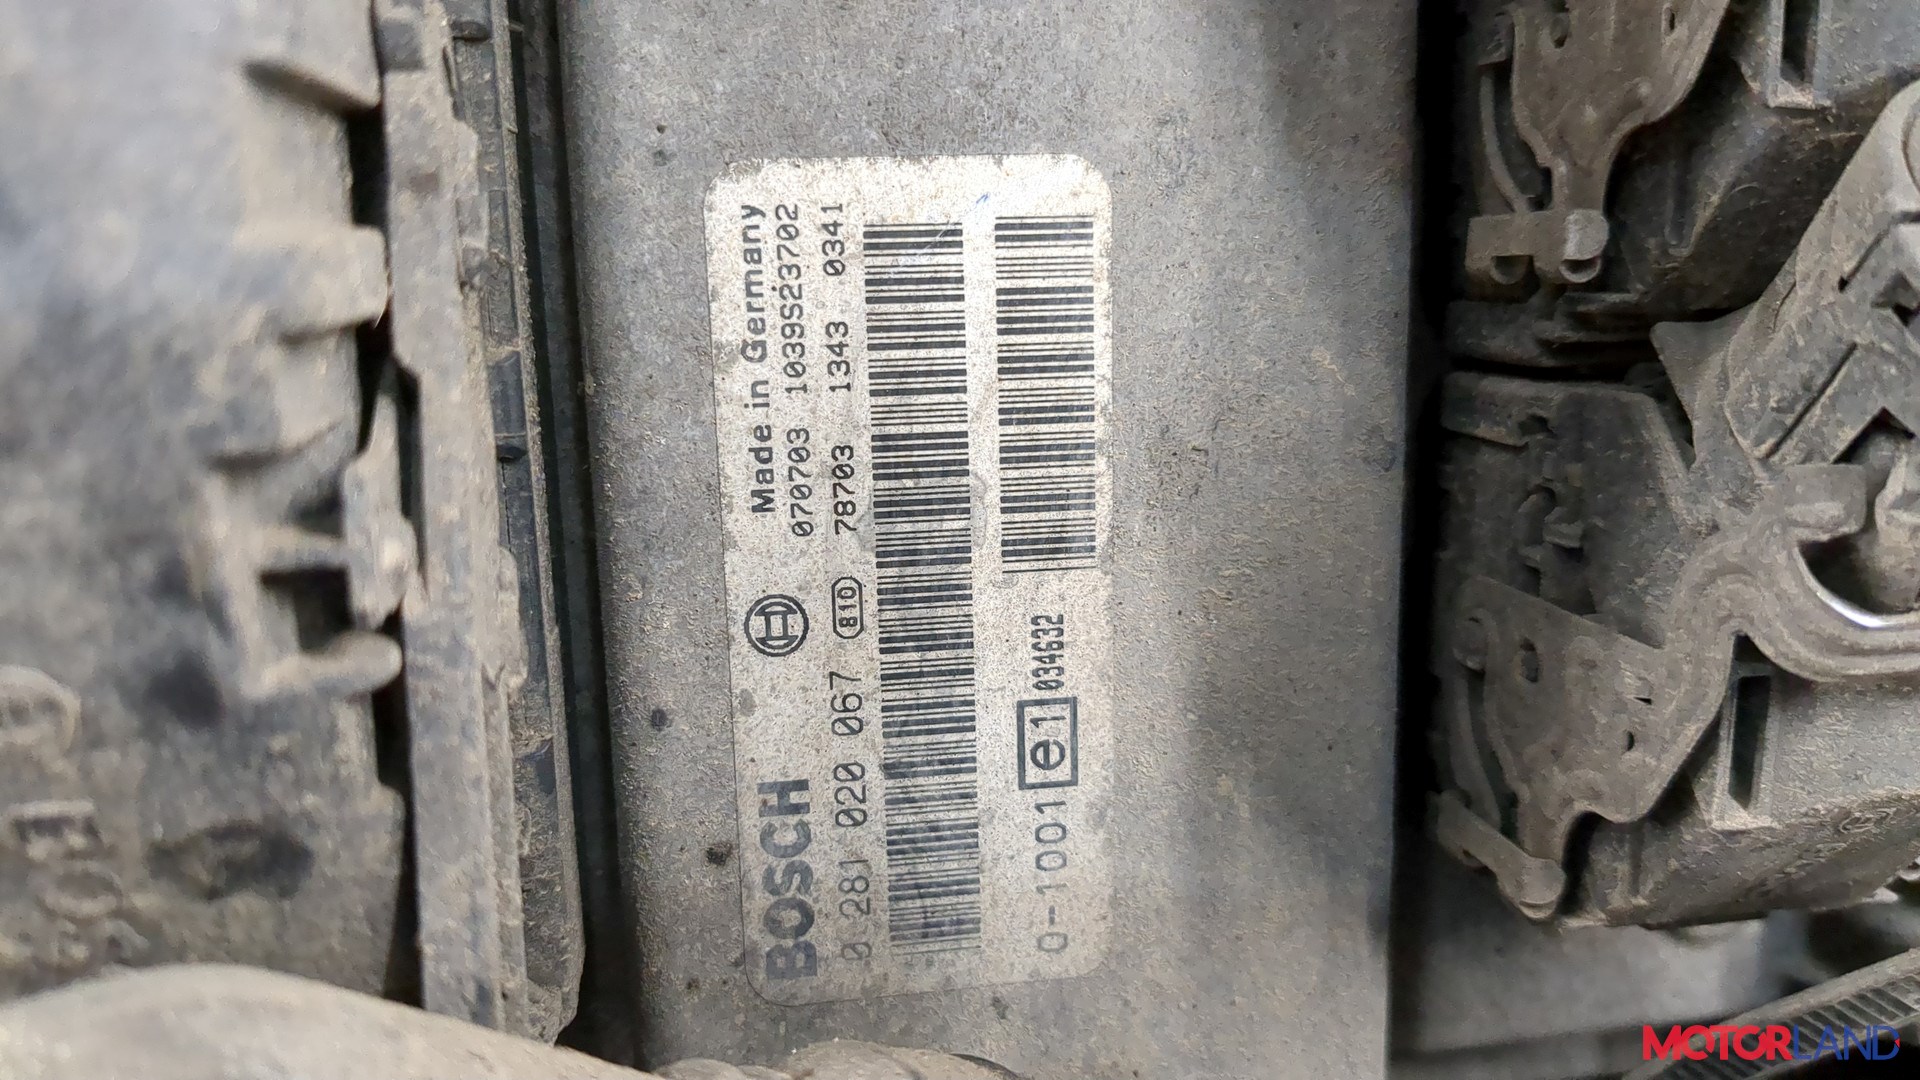 BOSCH
Made in Germany
0 281 020 067
070703 1039S23702
810
78703 1343 0341
0-1001
e1
034632
MOTORLAND